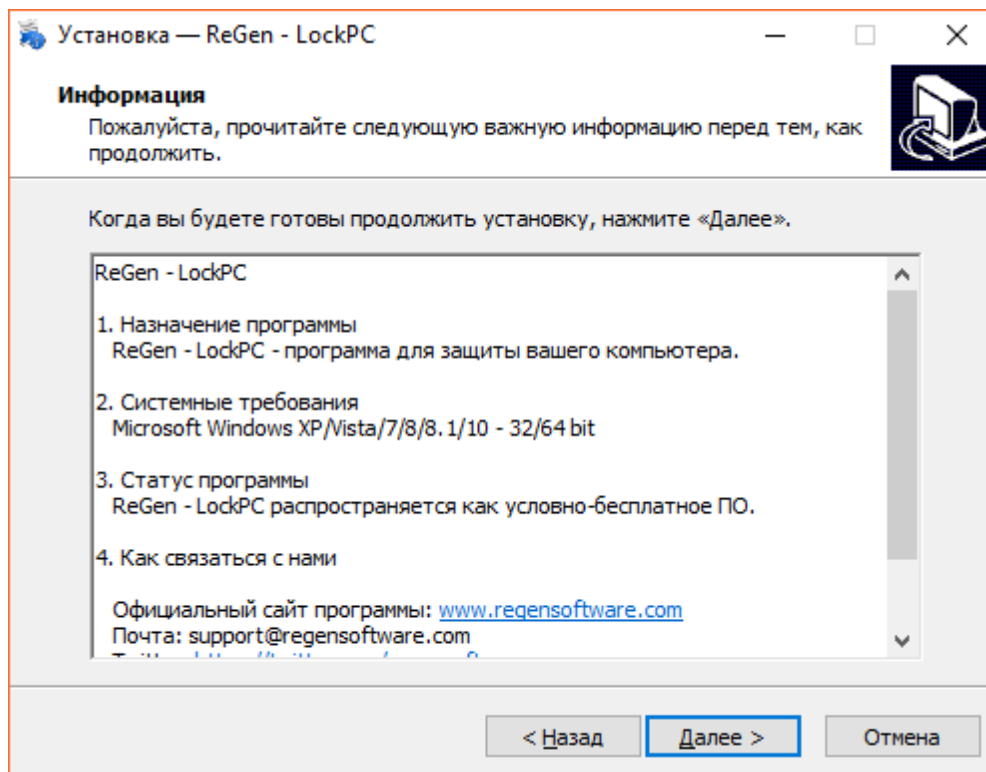 Установка — ReGen - LockPC
Информация
Пожалуйста, прочитайте следующую важную информацию перед тем, как
продолжить.
Когда вы будете готовы продолжить установку, нажмите «Далее».
ReGen - LockPC
1. Назначение программы
ReGen - LockPC - программа для защиты вашего компьютера.
2. Системные требования
Microsoft Windows XP/Vista/7/8/8.1/10 - 32/64 bit
3. Статус программы
ReGen - LockPC распространяется как условно-бесплатное ПО.
4. Как связаться с нами
Официальный сайт программы: www.regensoftware.com
Почта: support@regensoftware.com
< Назад
Далее >
Отмена